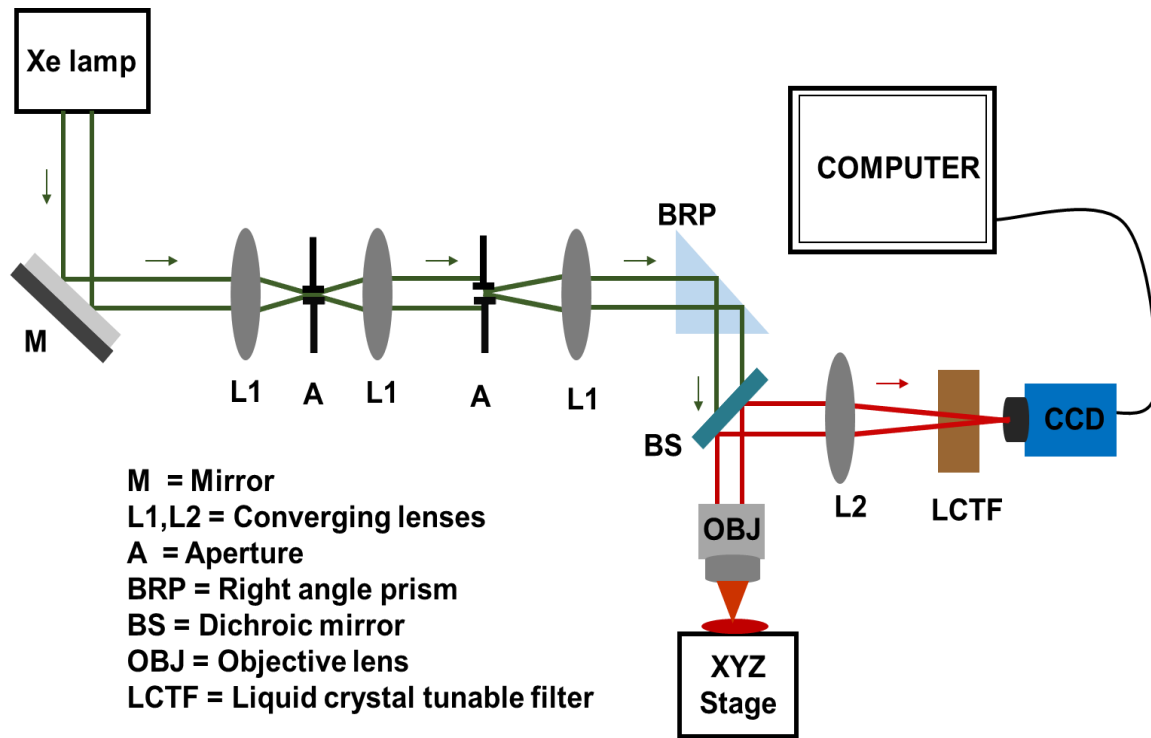 Xe lamp
COMPUTER
BRP
M
L1
A
L1
A
L1
BS
L2
LCTF
CCD
OBJ
XYZ
Stage
M = Mirror
L1,L2 = Converging lenses
A = Aperture
BRP = Right angle prism
BS = Dichroic mirror
OBJ = Objective lens
LCTF = Liquid crystal tunable filter